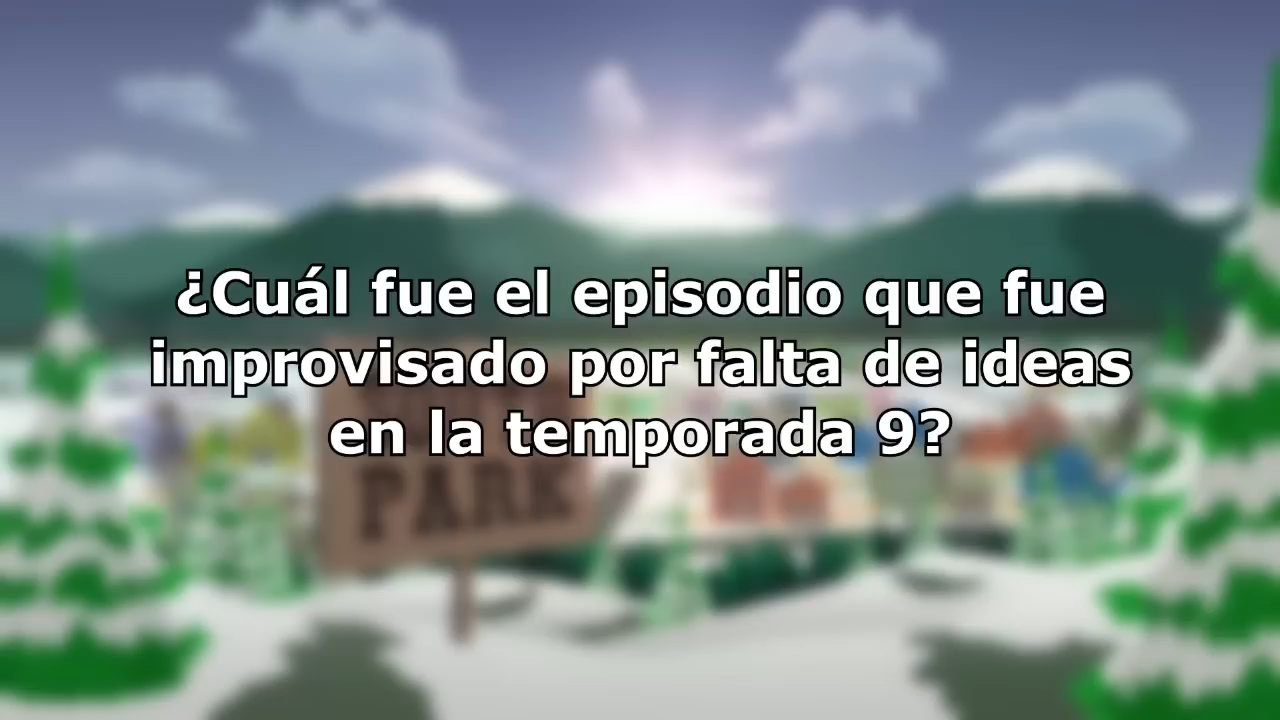 ¿Cuál fue el episodio que fue
improvisado por falta de ideas
en la temporada 9?
PARK